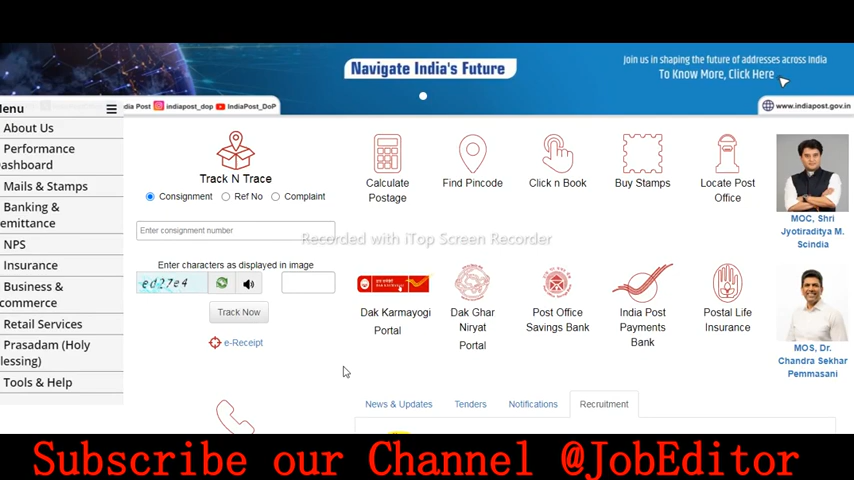 Navigate India's Future
Join us in shaping the future of addresses across India
To Know More, Click Here
enu
dia Post indiapost_dop IndiaPost_DoP
www.indiapost.gov.in
About Us
Performance
ashboard
Mails & Stamps
Banking &
emittance
NPS
Insurance
Business &
commerce
Retail Services
Prasadam (Holy
lessing)
Tools & Help
Track N Trace
Consignment Ref No Complaint
Enter consignment number
Enter characters as displayed in image
ed27e4
Track Now
e-Receipt
Calculate
Postage
Find Pincode
Click n Book
Buy Stamps
Locate Post
Office
Recorded with iTop Screen Recorder
Dak Karmayogi
Portal
Dak Ghar
Niryat
Portal
Post Office
Savings Bank
India Post
Payments
Bank
Postal Life
Insurance
MOC, Shri
Jyotiraditya M.
Scindia
MOS, Dr.
Chandra Sekhar
Pemmasani
News & Updates Tenders Notifications Recruitment
Subscribe our Channel @JobEditor